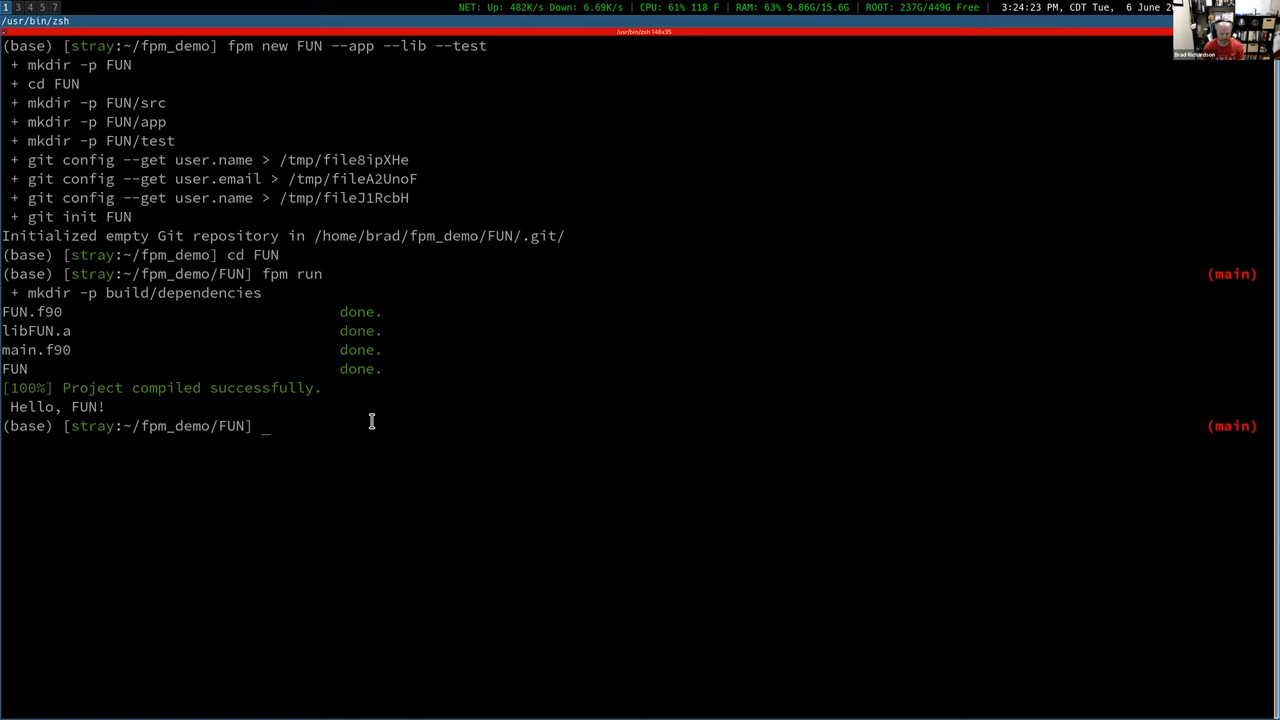 1 3 4 5 7 NET: Up: 482K/s Down: 6.69K/s | CPU: 61% 118 F | RAM: 63% 9.86G/15.6G | ROOT: 237G/449G Free | 3:24:23 PM, CDT Tue, 6 June 2
/usr/bin/zsh
/usr/bin/zsh 146x35
Brad Richardson
(base) [stray:~/fpm_demo] fpm new FUN --app --lib --test
+ mkdir -p FUN
+ cd FUN
+ mkdir -p FUN/src
+ mkdir -p FUN/app
+ mkdir -p FUN/test
+ git config --get user.name > /tmp/file8ipXHe
+ git config --get user.email > /tmp/fileA2UnoF
+ git config --get user.name > /tmp/fileJ1RcbH
+ git init FUN
Initialized empty Git repository in /home/brad/fpm_demo/FUN/.git/
(base) [stray:~/fpm_demo] cd FUN
(base) [stray:~/fpm_demo/FUN] fpm run (main)
+ mkdir -p build/dependencies
FUN.f90 done.
libFUN.a done.
main.f90 done.
FUN done.
[100%] Project compiled successfully.
Hello, FUN!
(base) [stray:~/fpm_demo/FUN] _ (main)